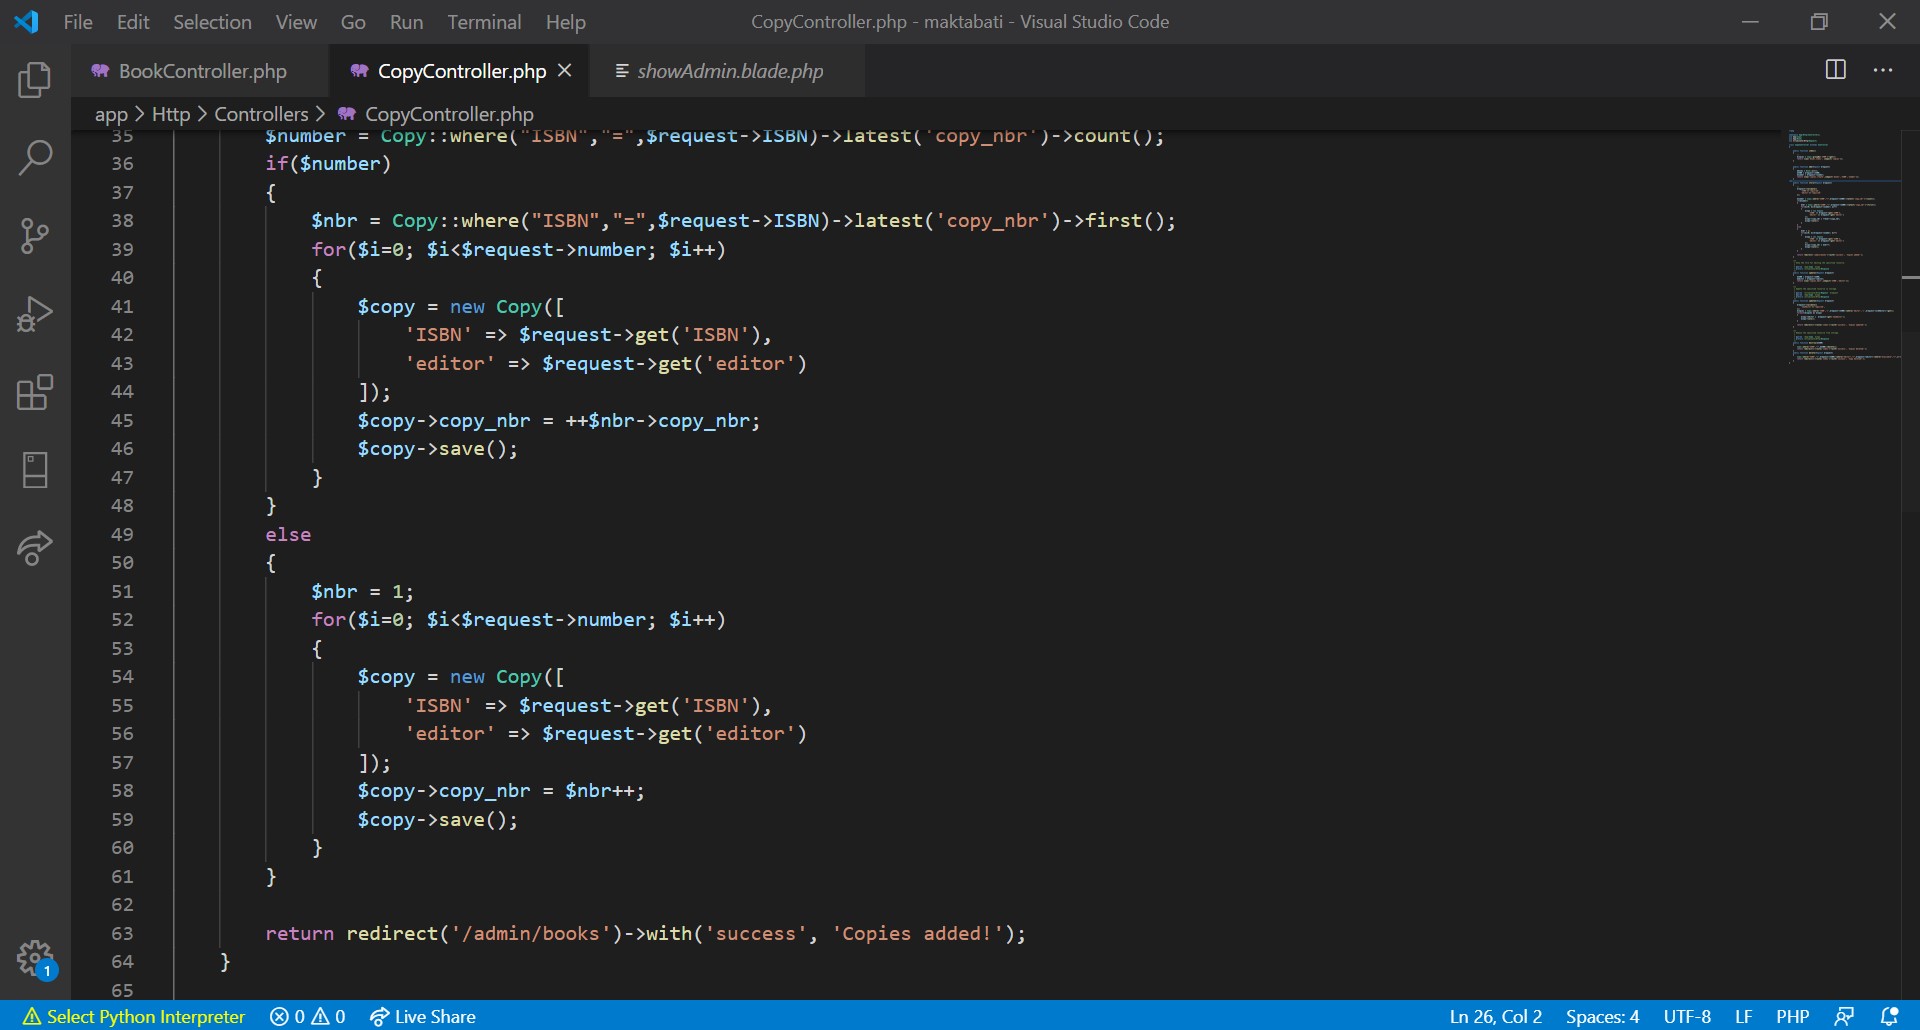 File Edit Selection View Go Run Terminal Help CopyController.php - maktabati - Visual Studio Code
BookController.php CopyController.php showAdmin.blade.php
app > Http > Controllers > CopyController.php
35 $number = Copy::where("ISBN","=",$request->ISBN)->latest('copy_nbr')->count();
36 if($number)
37 {
38 $nbr = Copy::where("ISBN","=",$request->ISBN)->latest('copy_nbr')->first();
39 for($i=0; $i<$request->number; $i++)
40 {
41 $copy = new Copy([
42 'ISBN' => $request->get('ISBN'),
43 'editor' => $request->get('editor')
44 ]);
45 $copy->copy_nbr = ++$nbr->copy_nbr;
46 $copy->save();
47 }
48 }
49 else
50 {
51 $nbr = 1;
52 for($i=0; $i<$request->number; $i++)
53 {
54 $copy = new Copy([
55 'ISBN' => $request->get('ISBN'),
56 'editor' => $request->get('editor')
57 ]);
58 $copy->copy_nbr = $nbr++;
59 $copy->save();
60 }
61 }
62
63 return redirect('/admin/books')->with('success', 'Copies added!');
64 }
65
1
Select Python Interpreter 0 0 Live Share Ln 26, Col 2 Spaces: 4 UTF-8 LF PHP